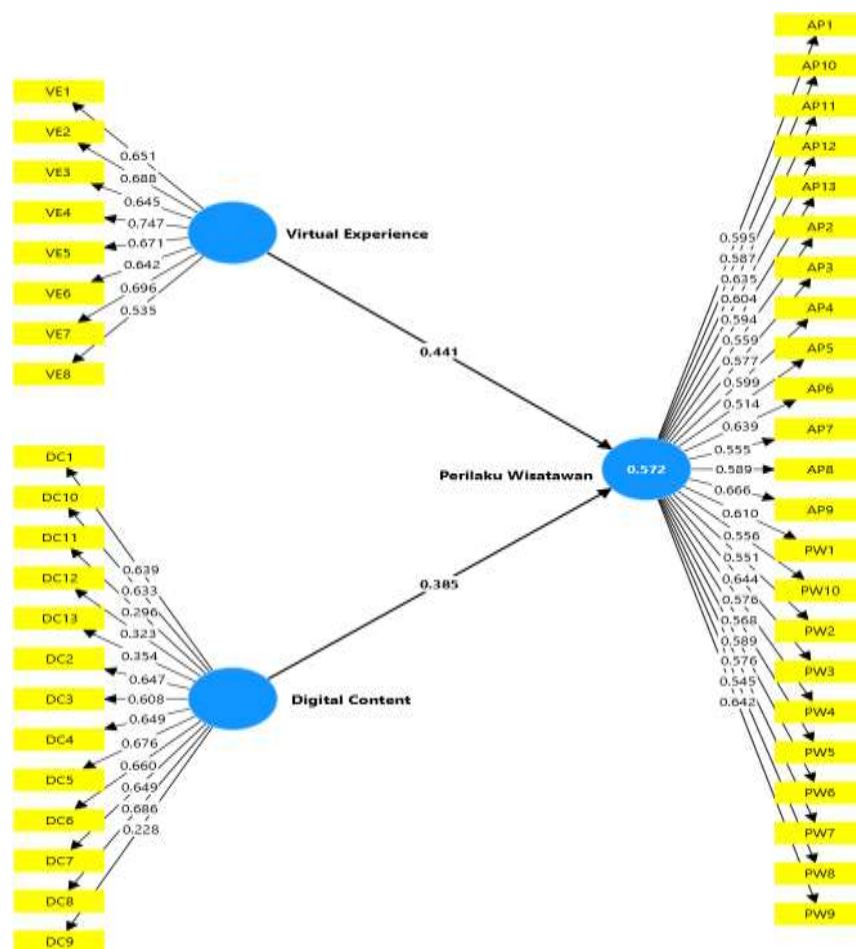 AP1
AP10
AP11
AP12
AP13
AP2
AP3
AP4
AP5
AP6
AP7
AP8
AP9
PW1
PW10
PW2
PW3
PW4
PW5
PW6
PW7
PW8
PW9
VE1
VE2
VE3
VE4
VE5
VE6
VE7
VE8
0.651
0.688
0.645
0.747
0.671
0.642
0.696
0.535
Virtual Experience
0.441
DC1
DC10
DC11
DC12
DC13
DC2
DC3
DC4
DC5
DC6
DC7
DC8
DC9
0.639
0.633
0.296
0.323
0.354
0.647
0.608
0.649
0.676
0.660
0.649
0.686
0.228
Digital Content
0.385
Perilaku Wisatawan
0.572
0.595
0.587
0.635
0.604
0.594
0.559
0.577
0.599
0.514
0.639
0.555
0.589
0.666
0.610
0.556
0.551
0.644
0.576
0.568
0.589
0.576
0.545
0.642